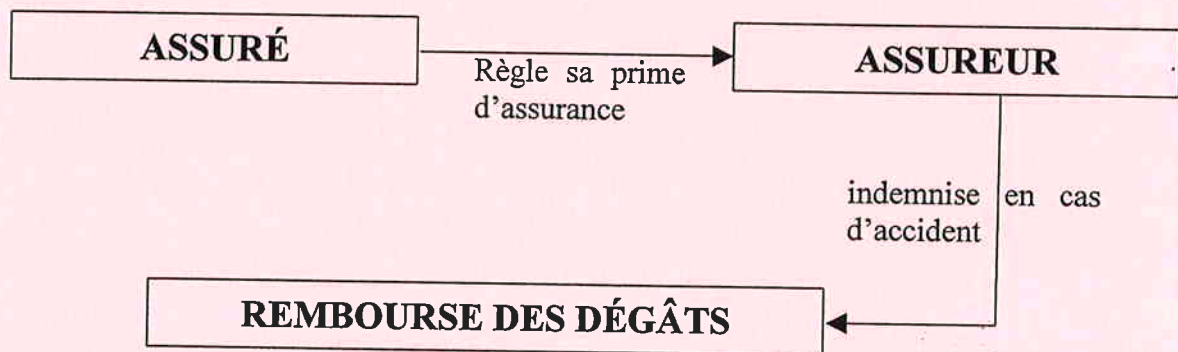 ASSURÉ
ASSUREUR
Règle sa prime
d'assurance
indemnise en cas
d'accident
REMBOURSE DES DÉGÂTS